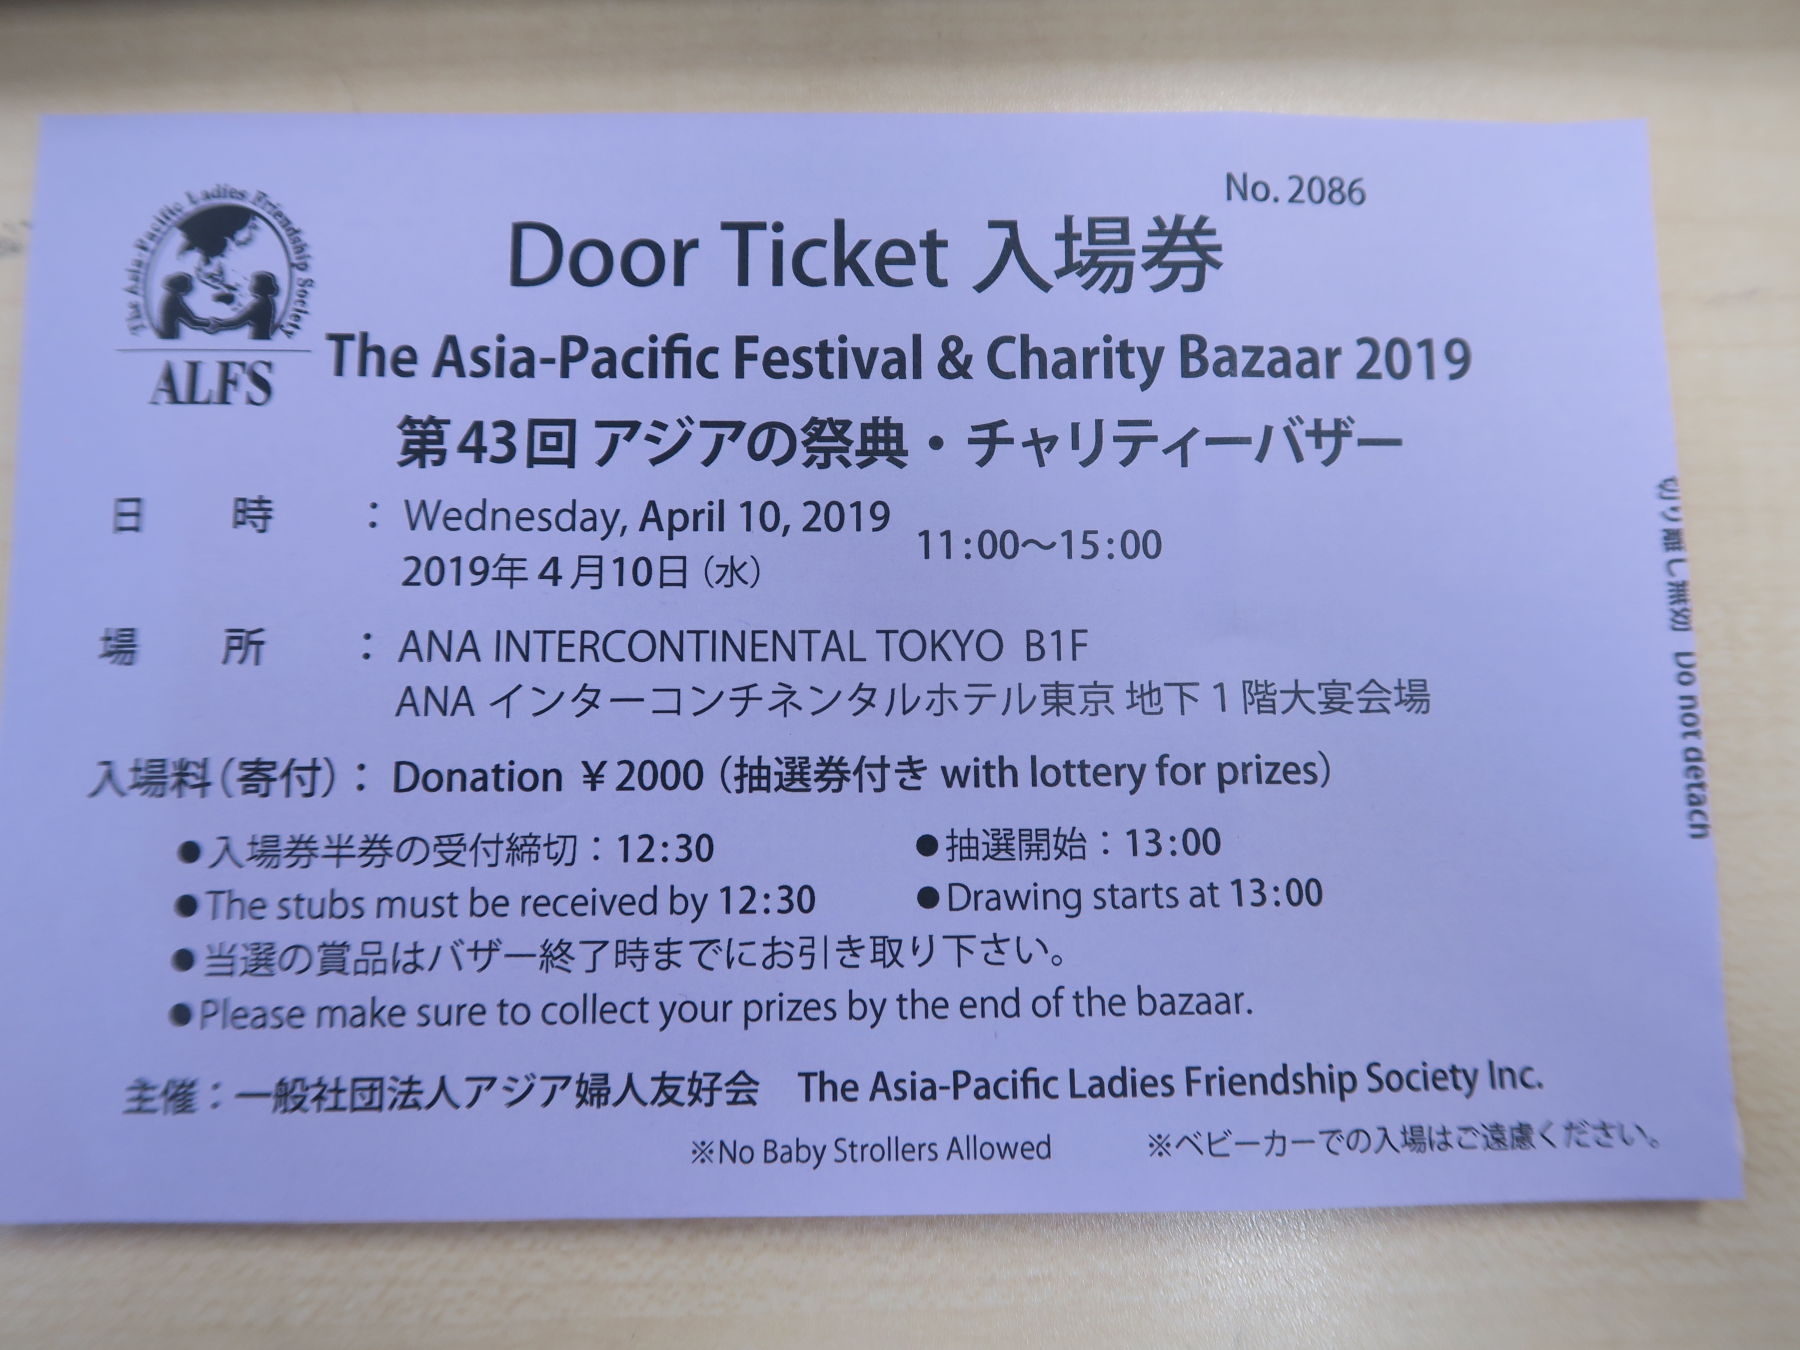 No. 2086
The Asia-Pacific Ladies Friendship Society
ALFS
Door Ticket 入場券
The Asia-Pacific Festival & Charity Bazaar 2019
第43回 アジアの祭典・チャリティーバザー
日 時 : Wednesday, April 10, 2019
2019年4月10日（水）
11:00〜15:00
場 所 : ANA INTERCONTINENTAL TOKYO B1F
ANA インターコンチネンタルホテル東京 地下1階大宴会場
入場料（寄付）: Donation ¥2000（抽選券付き with lottery for prizes）
●入場券半券の受付締切：12:30
●抽選開始：13:00
●The stubs must be received by 12:30
●Drawing starts at 13:00
●当選の賞品はバザー終了時までにお引き取り下さい。
●Please make sure to collect your prizes by the end of the bazaar.
主催：一般社団法人アジア婦人友好会 The Asia-Pacific Ladies Friendship Society Inc.
※No Baby Strollers Allowed ※ベビーカーでの入場はご遠慮ください。
切り離し無効 Do not detach